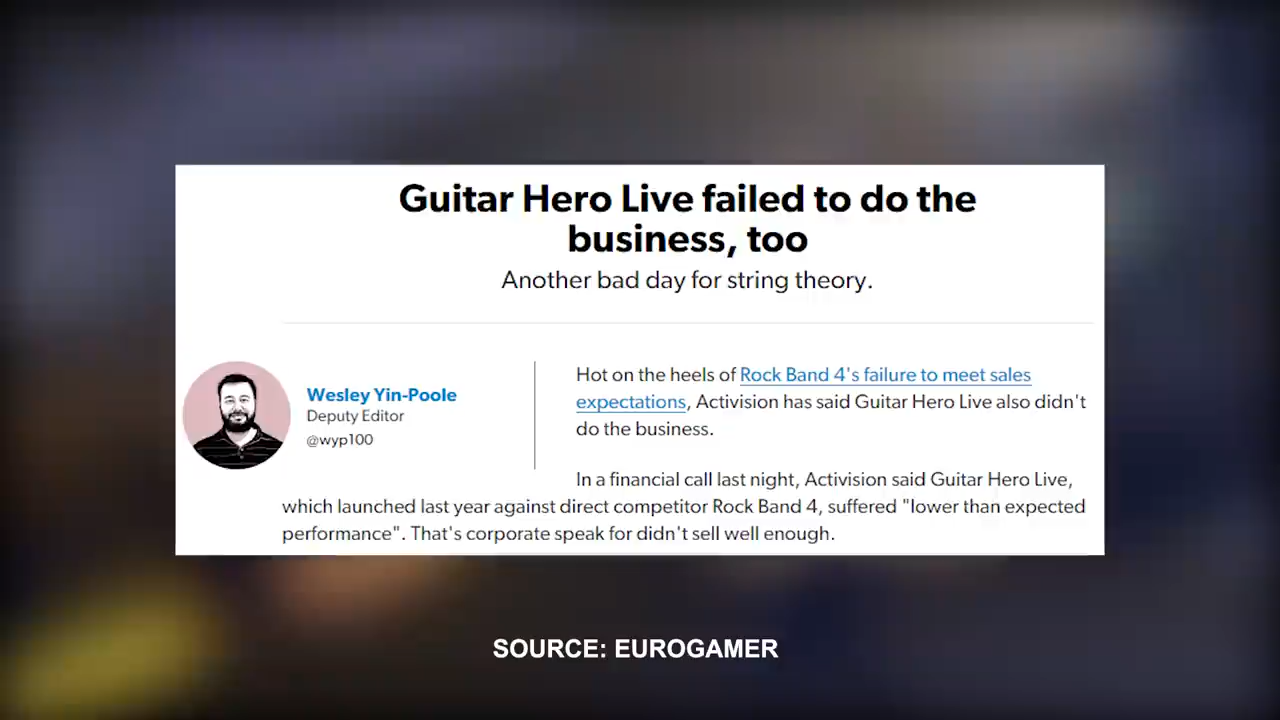 Guitar Hero Live failed to do the
business, too
Another bad day for string theory.
Wesley Yin-Poole
Deputy Editor
@wyp100
Hot on the heels of Rock Band 4's failure to meet sales
expectations, Activision has said Guitar Hero Live also didn't
do the business.
In a financial call last night, Activision said Guitar Hero Live,
which launched last year against direct competitor Rock Band 4, suffered "lower than expected
performance". That's corporate speak for didn't sell well enough.
SOURCE: EUROGAMER